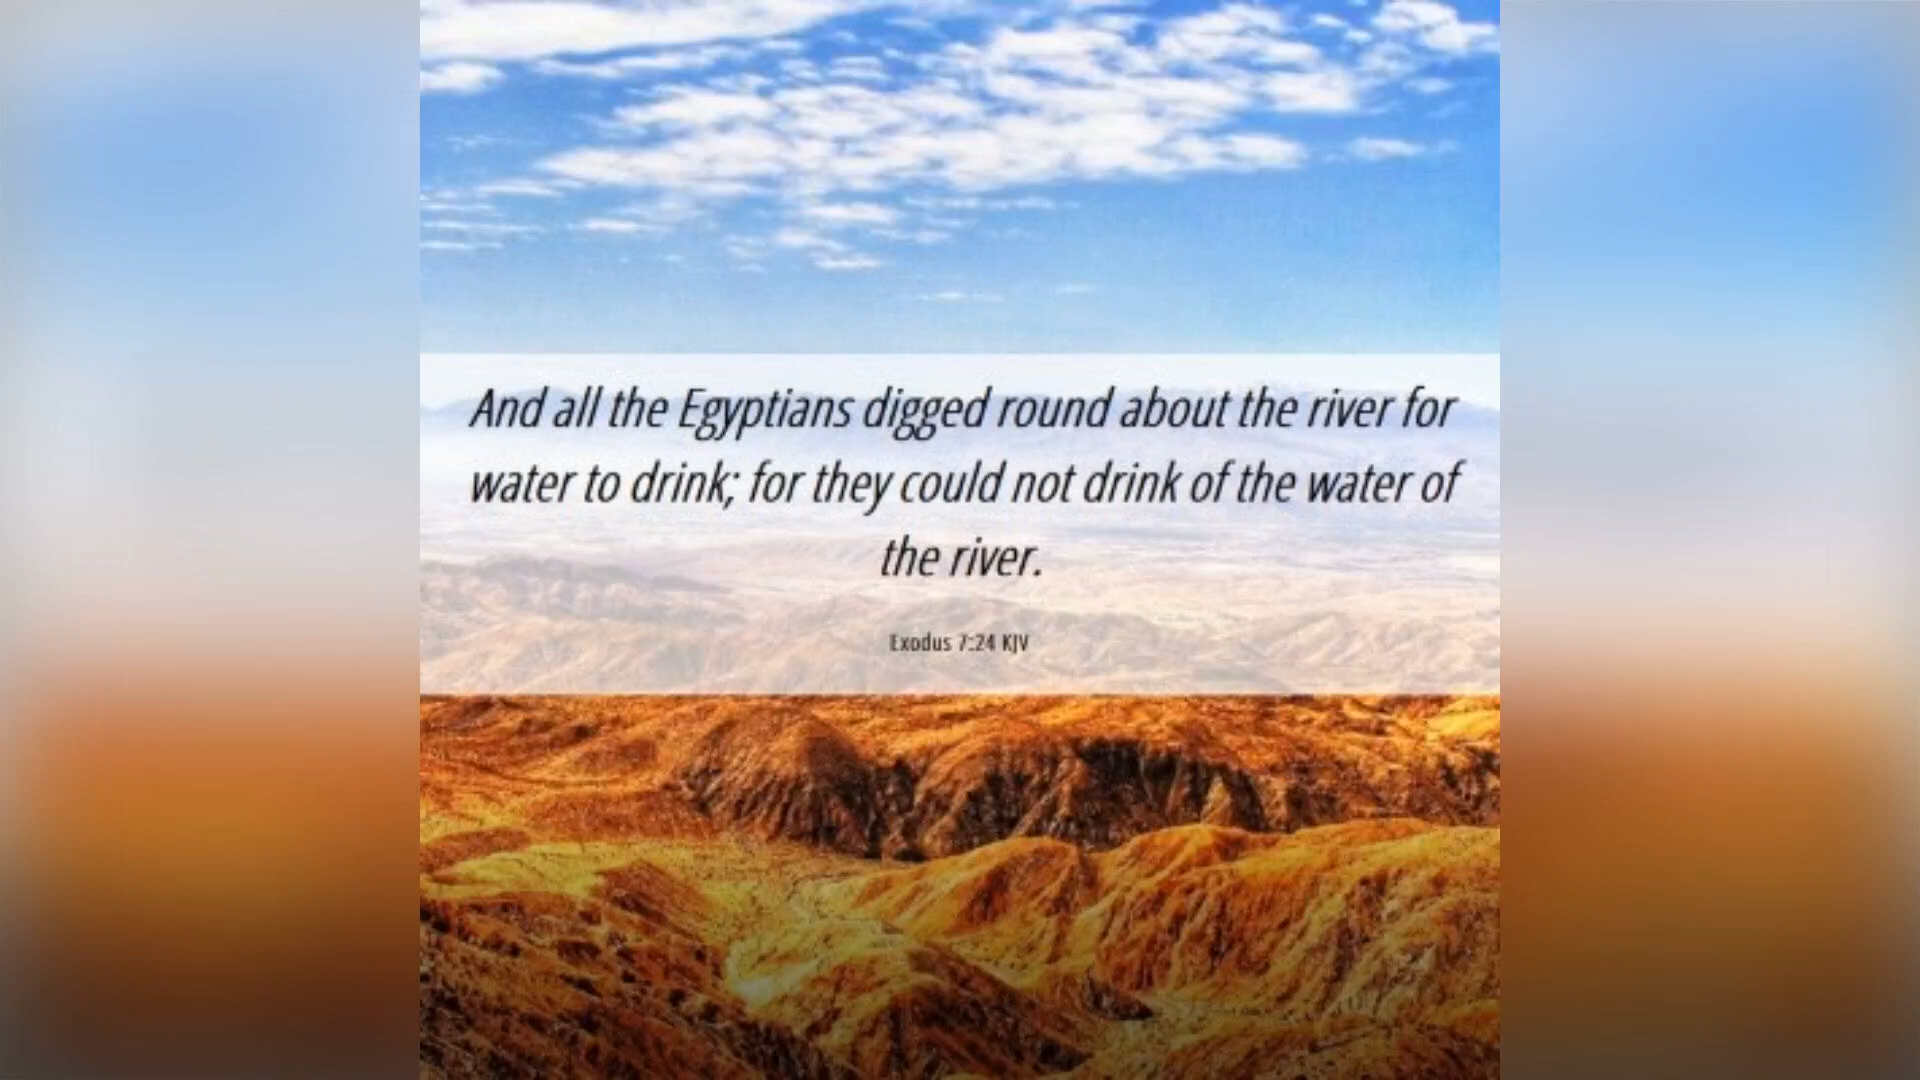 And all the Egyptians digged round about the river for
water to drink; for they could not drink of the water of
the river.
Exodus 7:24 KJV